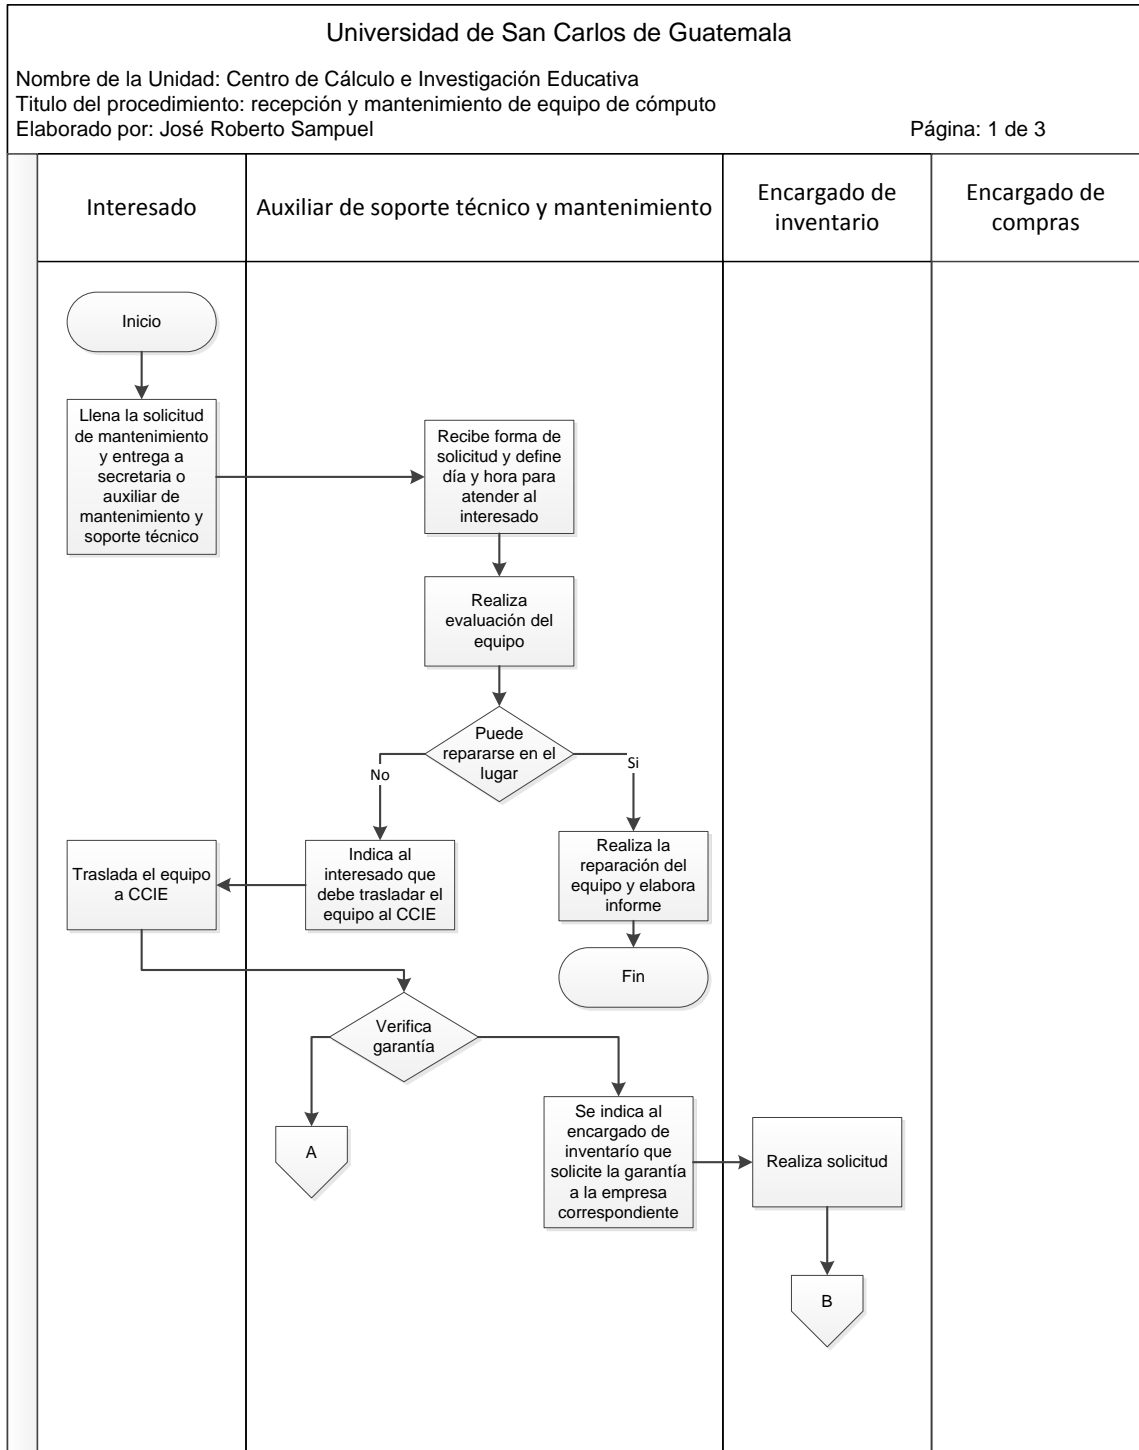 Universidad de San Carlos de Guatemala
Nombre de la Unidad: Centro de Cálculo e Investigación Educativa
Titulo del procedimiento: recepción y mantenimiento de equipo de cómputo
Elaborado por: José Roberto Sampuel
Página: 1 de 3
Interesado
Auxiliar de soporte técnico y mantenimiento
Encargado de
inventario
Encargado de
compras
Inicio
Llena la solicitud
de mantenimiento
y entrega a
secretaria o
auxiliar de
mantenimiento y
soporte técnico
Recibe forma de
solicitud y define
día y hora para
atender al
interesado
Realiza
evaluación del
equipo
Puede
repararse en el
lugar
No
Si
Traslada el equipo
a CCIE
Indica al
interesado que
debe trasladar el
equipo al CCIE
Realiza la
reparación del
equipo y elabora
informe
Fin
Verifica
garantía
A
Se indica al
encargado de
inventarío que
solicite la garantía
a la empresa
correspondiente
Realiza solicitud
B